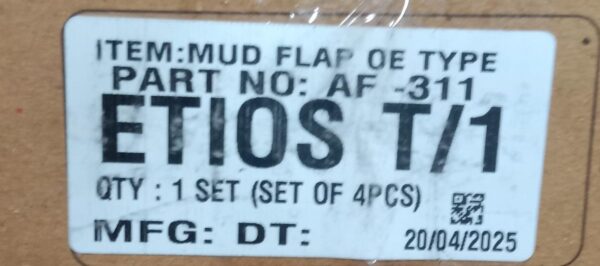 ITEM:MUD FLAP OE TYPE
PART NO: AF -311
ETIOS T/1
QTY : 1 SET (SET OF 4PCS)
MFG: DT: 20/04/2025